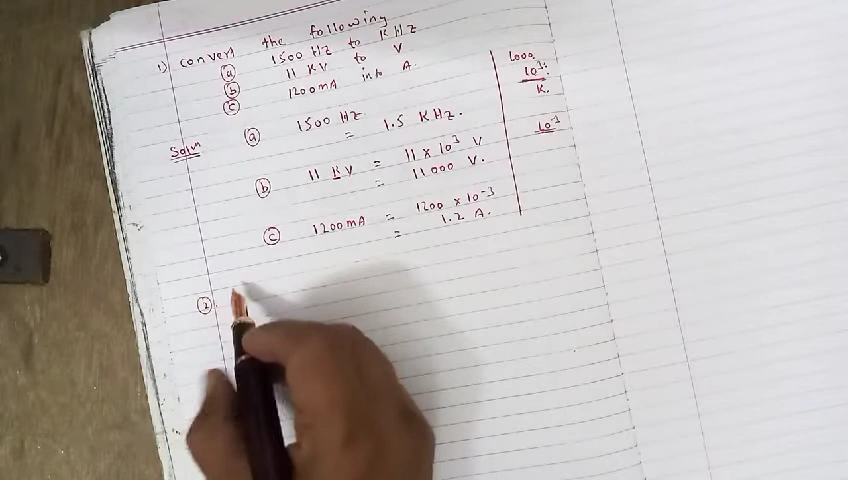 1) convert the following
(a) 1500 Hz to KHZ
(b) 11 KV to V
(c) 1200mA into A.
Soln (a) 1500 HZ
= 1.5 KHZ.
(b) 11 KV = 11 x 10³ V
= 11000 V.
(c) 1200mA = 1200 x 10⁻³
= 1.2 A.
(2)
1000
10³
K.
10⁻³